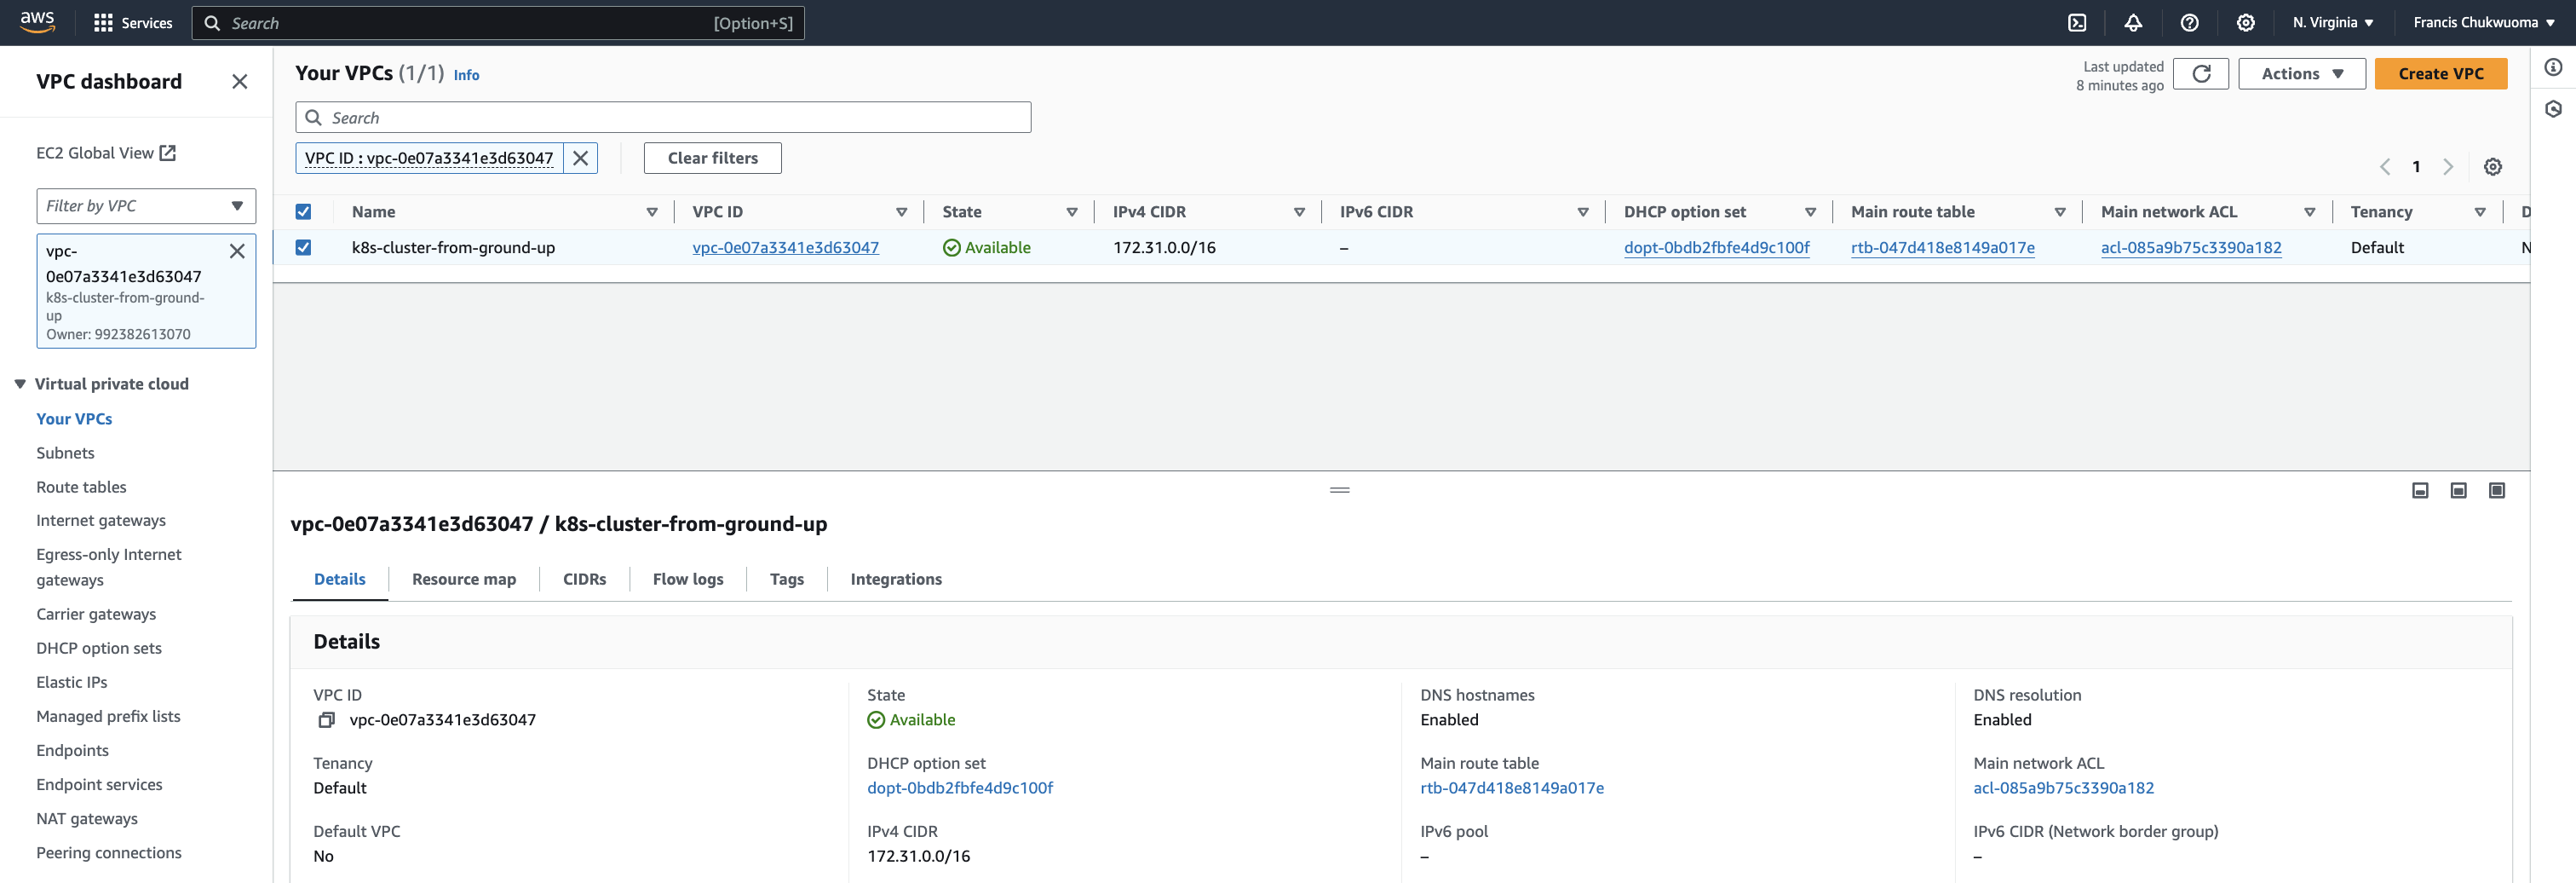 aws
Services
Search
[Option+S]
N. Virginia
Francis Chukwuoma
VPC dashboard
EC2 Global View
Filter by VPC
vpc-
0e07a3341e3d63047
k8s-cluster-from-ground-
up
Owner: 992382613070
Virtual private cloud
Your VPCs
Subnets
Route tables
Internet gateways
Egress-only Internet
gateways
Carrier gateways
DHCP option sets
Elastic IPs
Managed prefix lists
Endpoints
Endpoint services
NAT gateways
Peering connections
Your VPCs (1/1) Info
Last updated
8 minutes ago
Actions
Create VPC
Search
VPC ID : vpc-0e07a3341e3d63047
Clear filters
1
Name VPC ID State IPv4 CIDR IPv6 CIDR DHCP option set Main route table Main network ACL Tenancy D
k8s-cluster-from-ground-up vpc-0e07a3341e3d63047 Available 172.31.0.0/16 – dopt-0bdb2fbfe4d9c100f rtb-047d418e8149a017e acl-085a9b75c3390a182 Default N
vpc-0e07a3341e3d63047 / k8s-cluster-from-ground-up
Details Resource map CIDRs Flow logs Tags Integrations
Details
VPC ID State DNS hostnames DNS resolution
vpc-0e07a3341e3d63047 Available Enabled Enabled
Tenancy DHCP option set Main route table Main network ACL
Default dopt-0bdb2fbfe4d9c100f rtb-047d418e8149a017e acl-085a9b75c3390a182
Default VPC IPv4 CIDR IPv6 pool IPv6 CIDR (Network border group)
No 172.31.0.0/16 – –